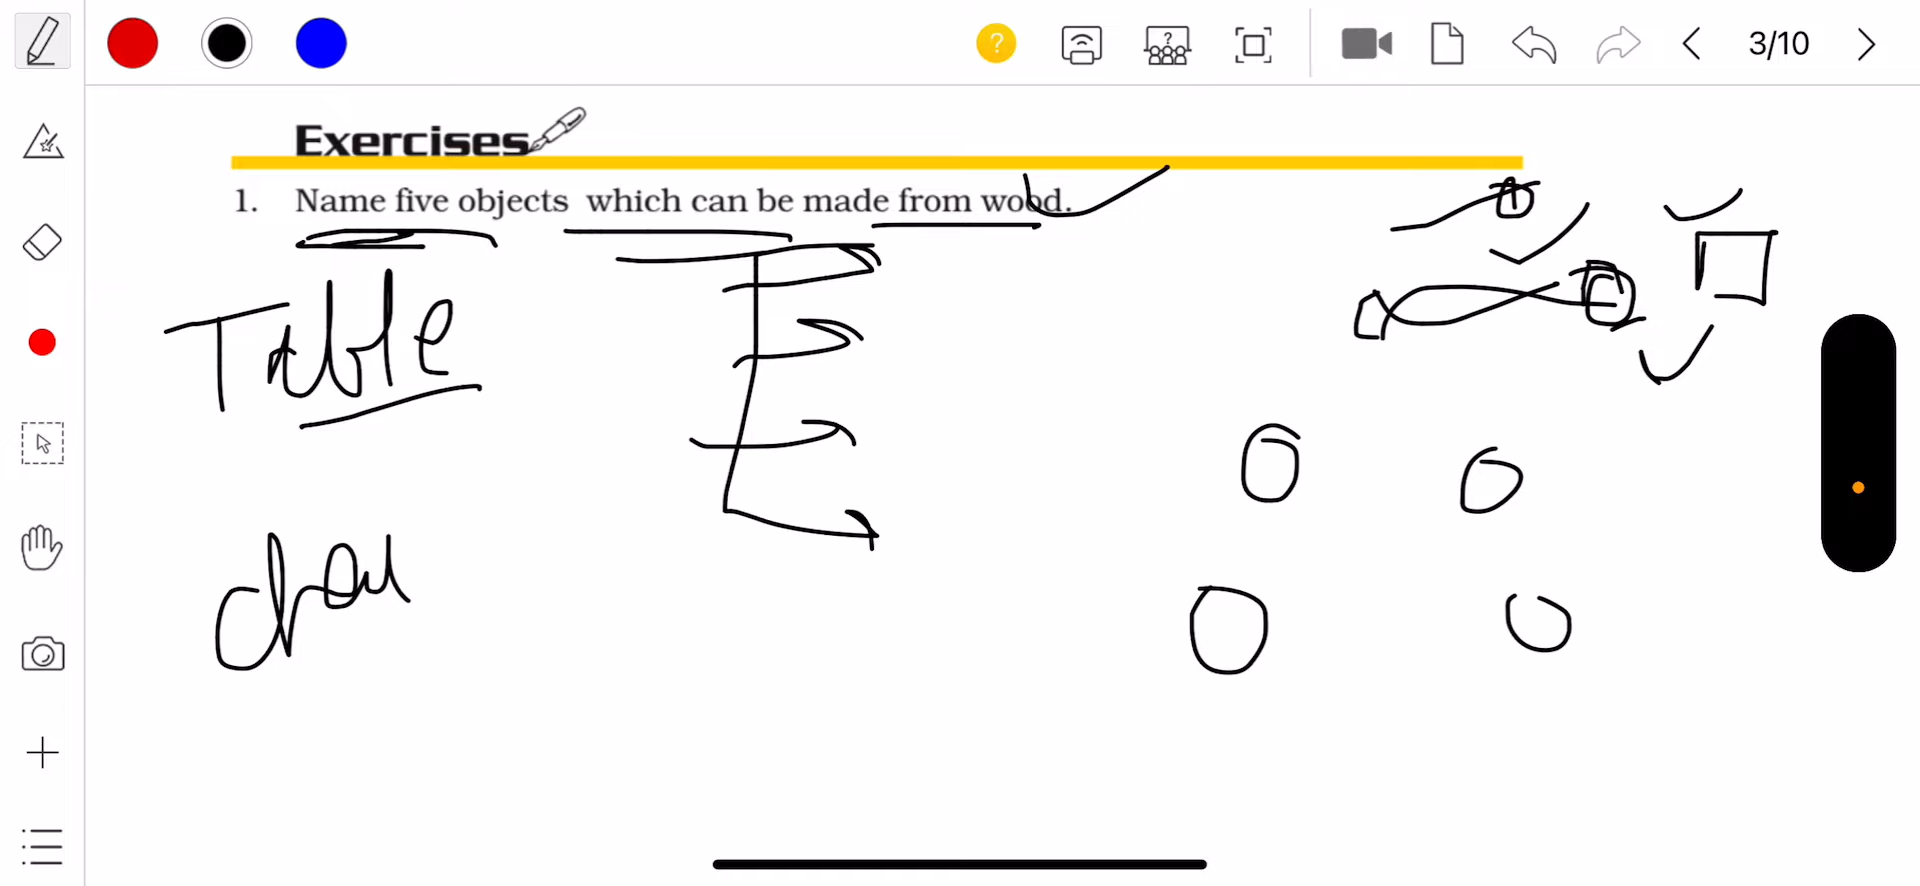 3/10
Exercises
1. Name five objects which can be made from wood.
Table